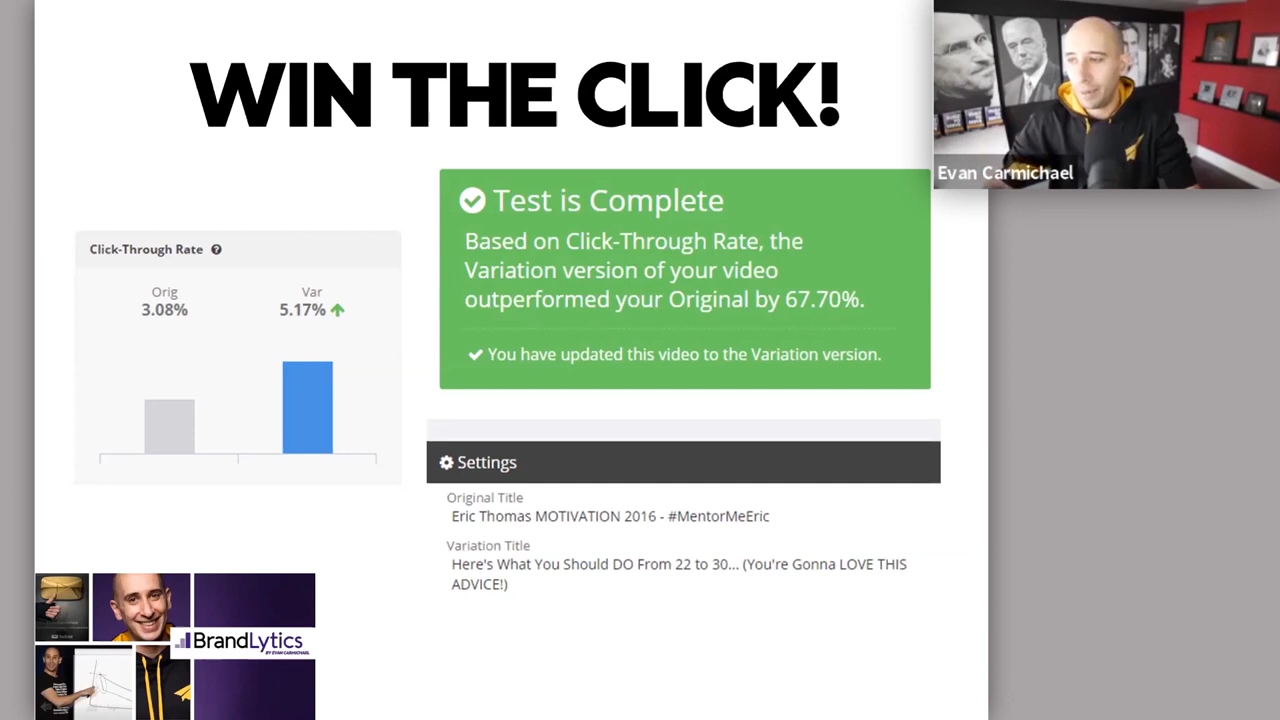 WIN THE CLICK!
Evan Carmichael
Test is Complete
Based on Click-Through Rate, the
Variation version of your video
outperformed your Original by 67.70%.
You have updated this video to the Variation version.
Click-Through Rate
Orig
Var
3.08%
5.17%
Settings
Original Title
Eric Thomas MOTIVATION 2016 - #MentorMeEric
Variation Title
Here's What You Should DO From 22 to 30... (You're Gonna LOVE THIS
ADVICE!)
BrandLytics
BY EVAN CARMICHAEL